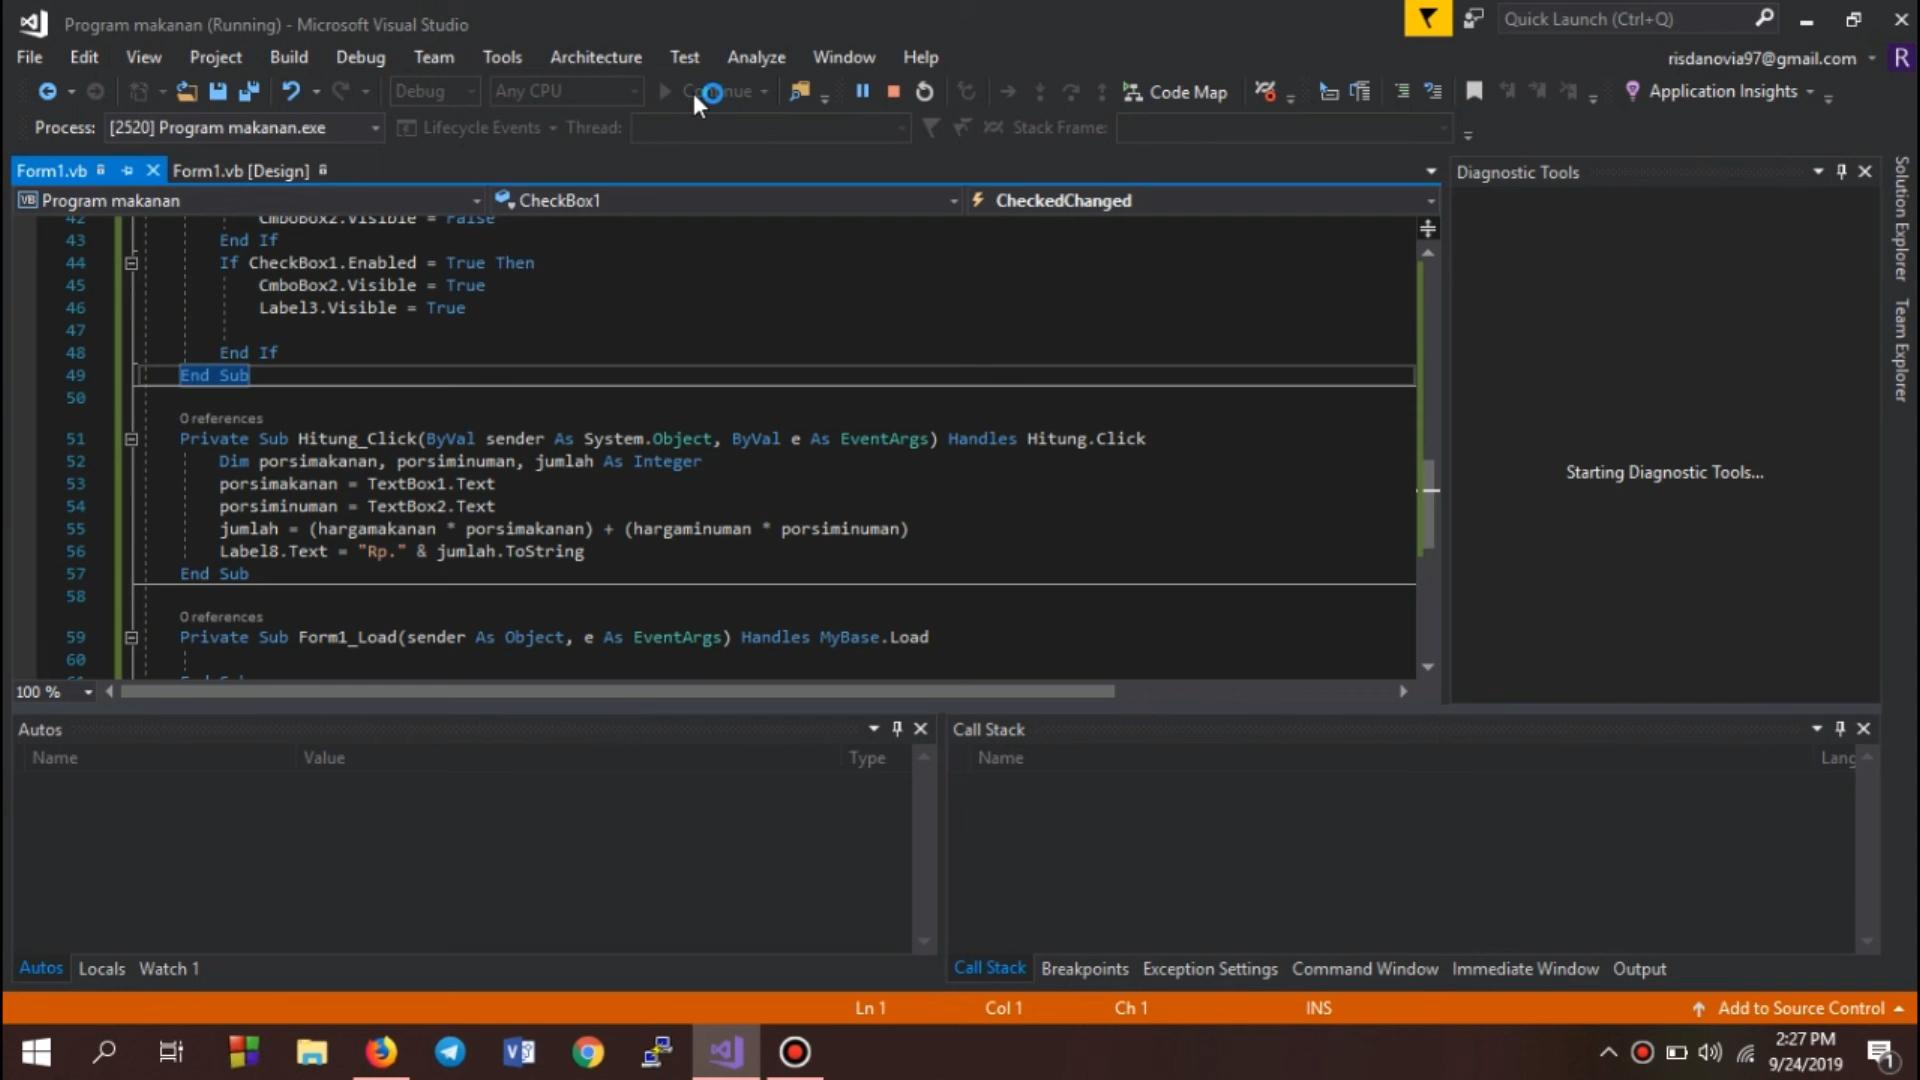 Program makanan (Running) - Microsoft Visual Studio
Quick Launch (Ctrl+Q)
File Edit View Project Build Debug Team Tools Architecture Test Analyze Window Help
risdanovia97@gmail.com R
Debug Any CPU Code Map Application Insights
Process: [2520] Program makanan.exe Lifecycle Events Thread: Stack Frame:
Form1.vb Form1.vb [Design]
Program makanan CheckBox1 CheckedChanged
42 CmboBox2.Visible = False
43 End If
44 If CheckBox1.Enabled = True Then
45 CmboBox2.Visible = True
46 Label3.Visible = True
47
48 End If
49 End Sub
50
0 references
51 Private Sub Hitung_Click(ByVal sender As System.Object, ByVal e As EventArgs) Handles Hitung.Click
52 Dim porsimakanan, porsiminuman, jumlah As Integer
53 porsimakanan = TextBox1.Text
54 porsiminuman = TextBox2.Text
55 jumlah = (hargamakanan * porsimakanan) + (hargaminuman * porsiminuman)
56 Label8.Text = "Rp." & jumlah.ToString
57 End Sub
58
0 references
59 Private Sub Form1_Load(sender As Object, e As EventArgs) Handles MyBase.Load
60
100 %
Diagnostic Tools
Starting Diagnostic Tools...
Solution Explorer
Team Explorer
Autos
Name Value Type
Autos Locals Watch 1
Call Stack
Name Lang
Call Stack Breakpoints Exception Settings Command Window Immediate Window Output
Ln 1 Col 1 Ch 1 INS Add to Source Control
2:27 PM
9/24/2019
1